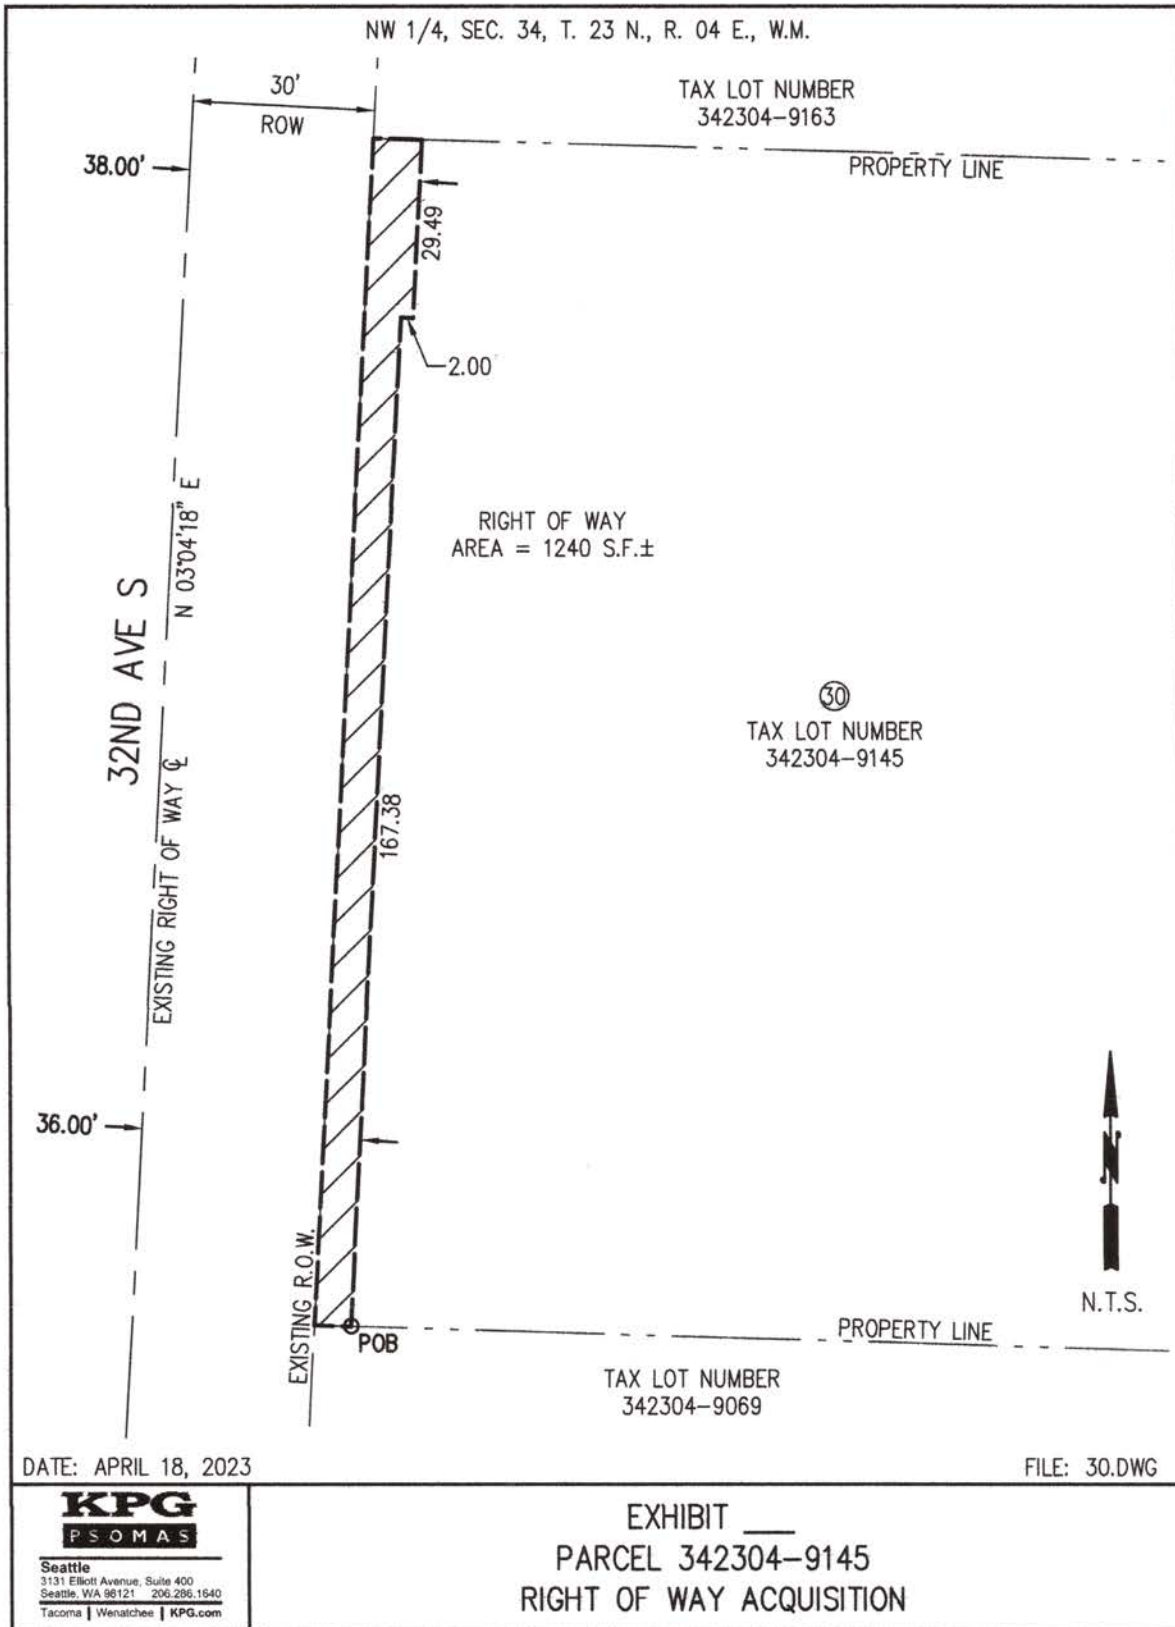 NW 1/4, SEC. 34, T. 23 N., R. 04 E., W.M.
30'
ROW
TAX LOT NUMBER
342304-9163
38.00'
PROPERTY LINE
29.49
2.00
N 03°04'18" E
RIGHT OF WAY
AREA = 1240 S.F.±
32ND AVE S
30
TAX LOT NUMBER
342304-9145
EXISTING RIGHT OF WAY ℄
167.38
36.00'
N
N.T.S.
EXISTING R.O.W.
POB
PROPERTY LINE
TAX LOT NUMBER
342304-9069
DATE: APRIL 18, 2023
FILE: 30.DWG
KPG
PSOMAS
Seattle
3131 Elliott Avenue, Suite 400
Seattle, WA 98121 206.286.1640
Tacoma | Wenatchee | KPG.com
EXHIBIT ___
PARCEL 342304-9145
RIGHT OF WAY ACQUISITION